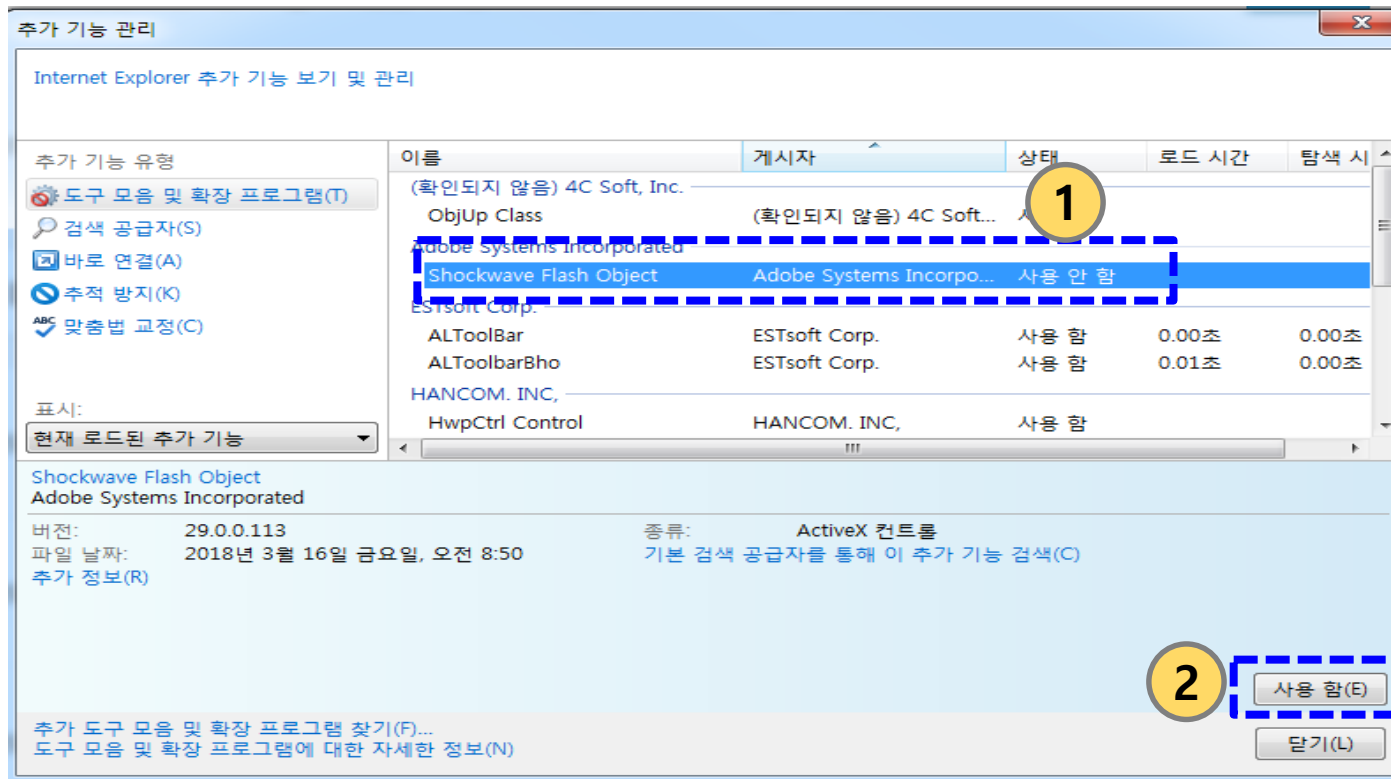 추가 기능 관리
Internet Explorer 추가 기능 보기 및 관리
추가 기능 유형
도구 모음 및 확장 프로그램(T)
검색 공급자(S)
바로 연결(A)
추적 방지(K)
ABC 맞춤법 교정(C)
표시:
현재 로드된 추가 기능
이름 게시자 상태 로드 시간 탐색 시
(확인되지 않음) 4C Soft, Inc.
ObjUp Class (확인되지 않음) 4C Soft...
1
Adobe Systems Incorporated
Shockwave Flash Object Adobe Systems Incorpo... 사용 안 함
ESTsoft Corp.
ALToolBar ESTsoft Corp. 사용 함 0.00초 0.00초
ALToolbarBho ESTsoft Corp. 사용 함 0.01초 0.00초
HANCOM. INC,
HwpCtrl Control HANCOM. INC, 사용 함
Shockwave Flash Object
Adobe Systems Incorporated
버전: 29.0.0.113 종류: ActiveX 컨트롤
파일 날짜: 2018년 3월 16일 금요일, 오전 8:50 기본 검색 공급자를 통해 이 추가 기능 검색(C)
추가 정보(R)
2
사용 함(E)
추가 도구 모음 및 확장 프로그램 찾기(F)...
도구 모음 및 확장 프로그램에 대한 자세한 정보(N)
닫기(L)